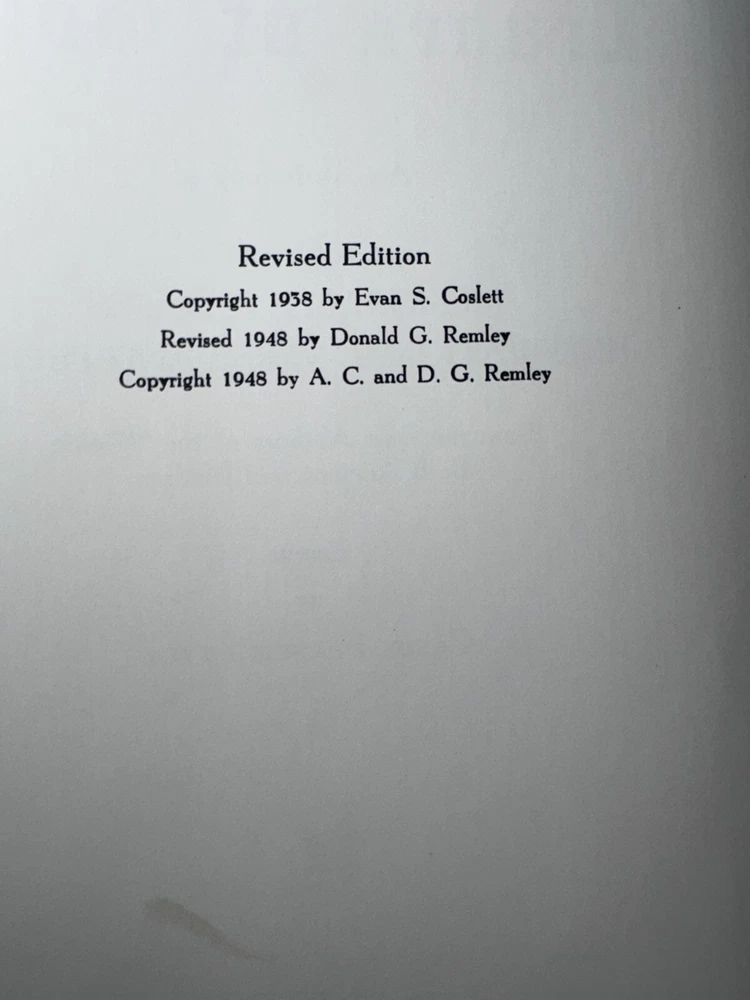 Revised Edition
Copyright 1938 by Evan S. Coslett
Revised 1948 by Donald G. Remley
Copyright 1948 by A. C. and D. G. Remley